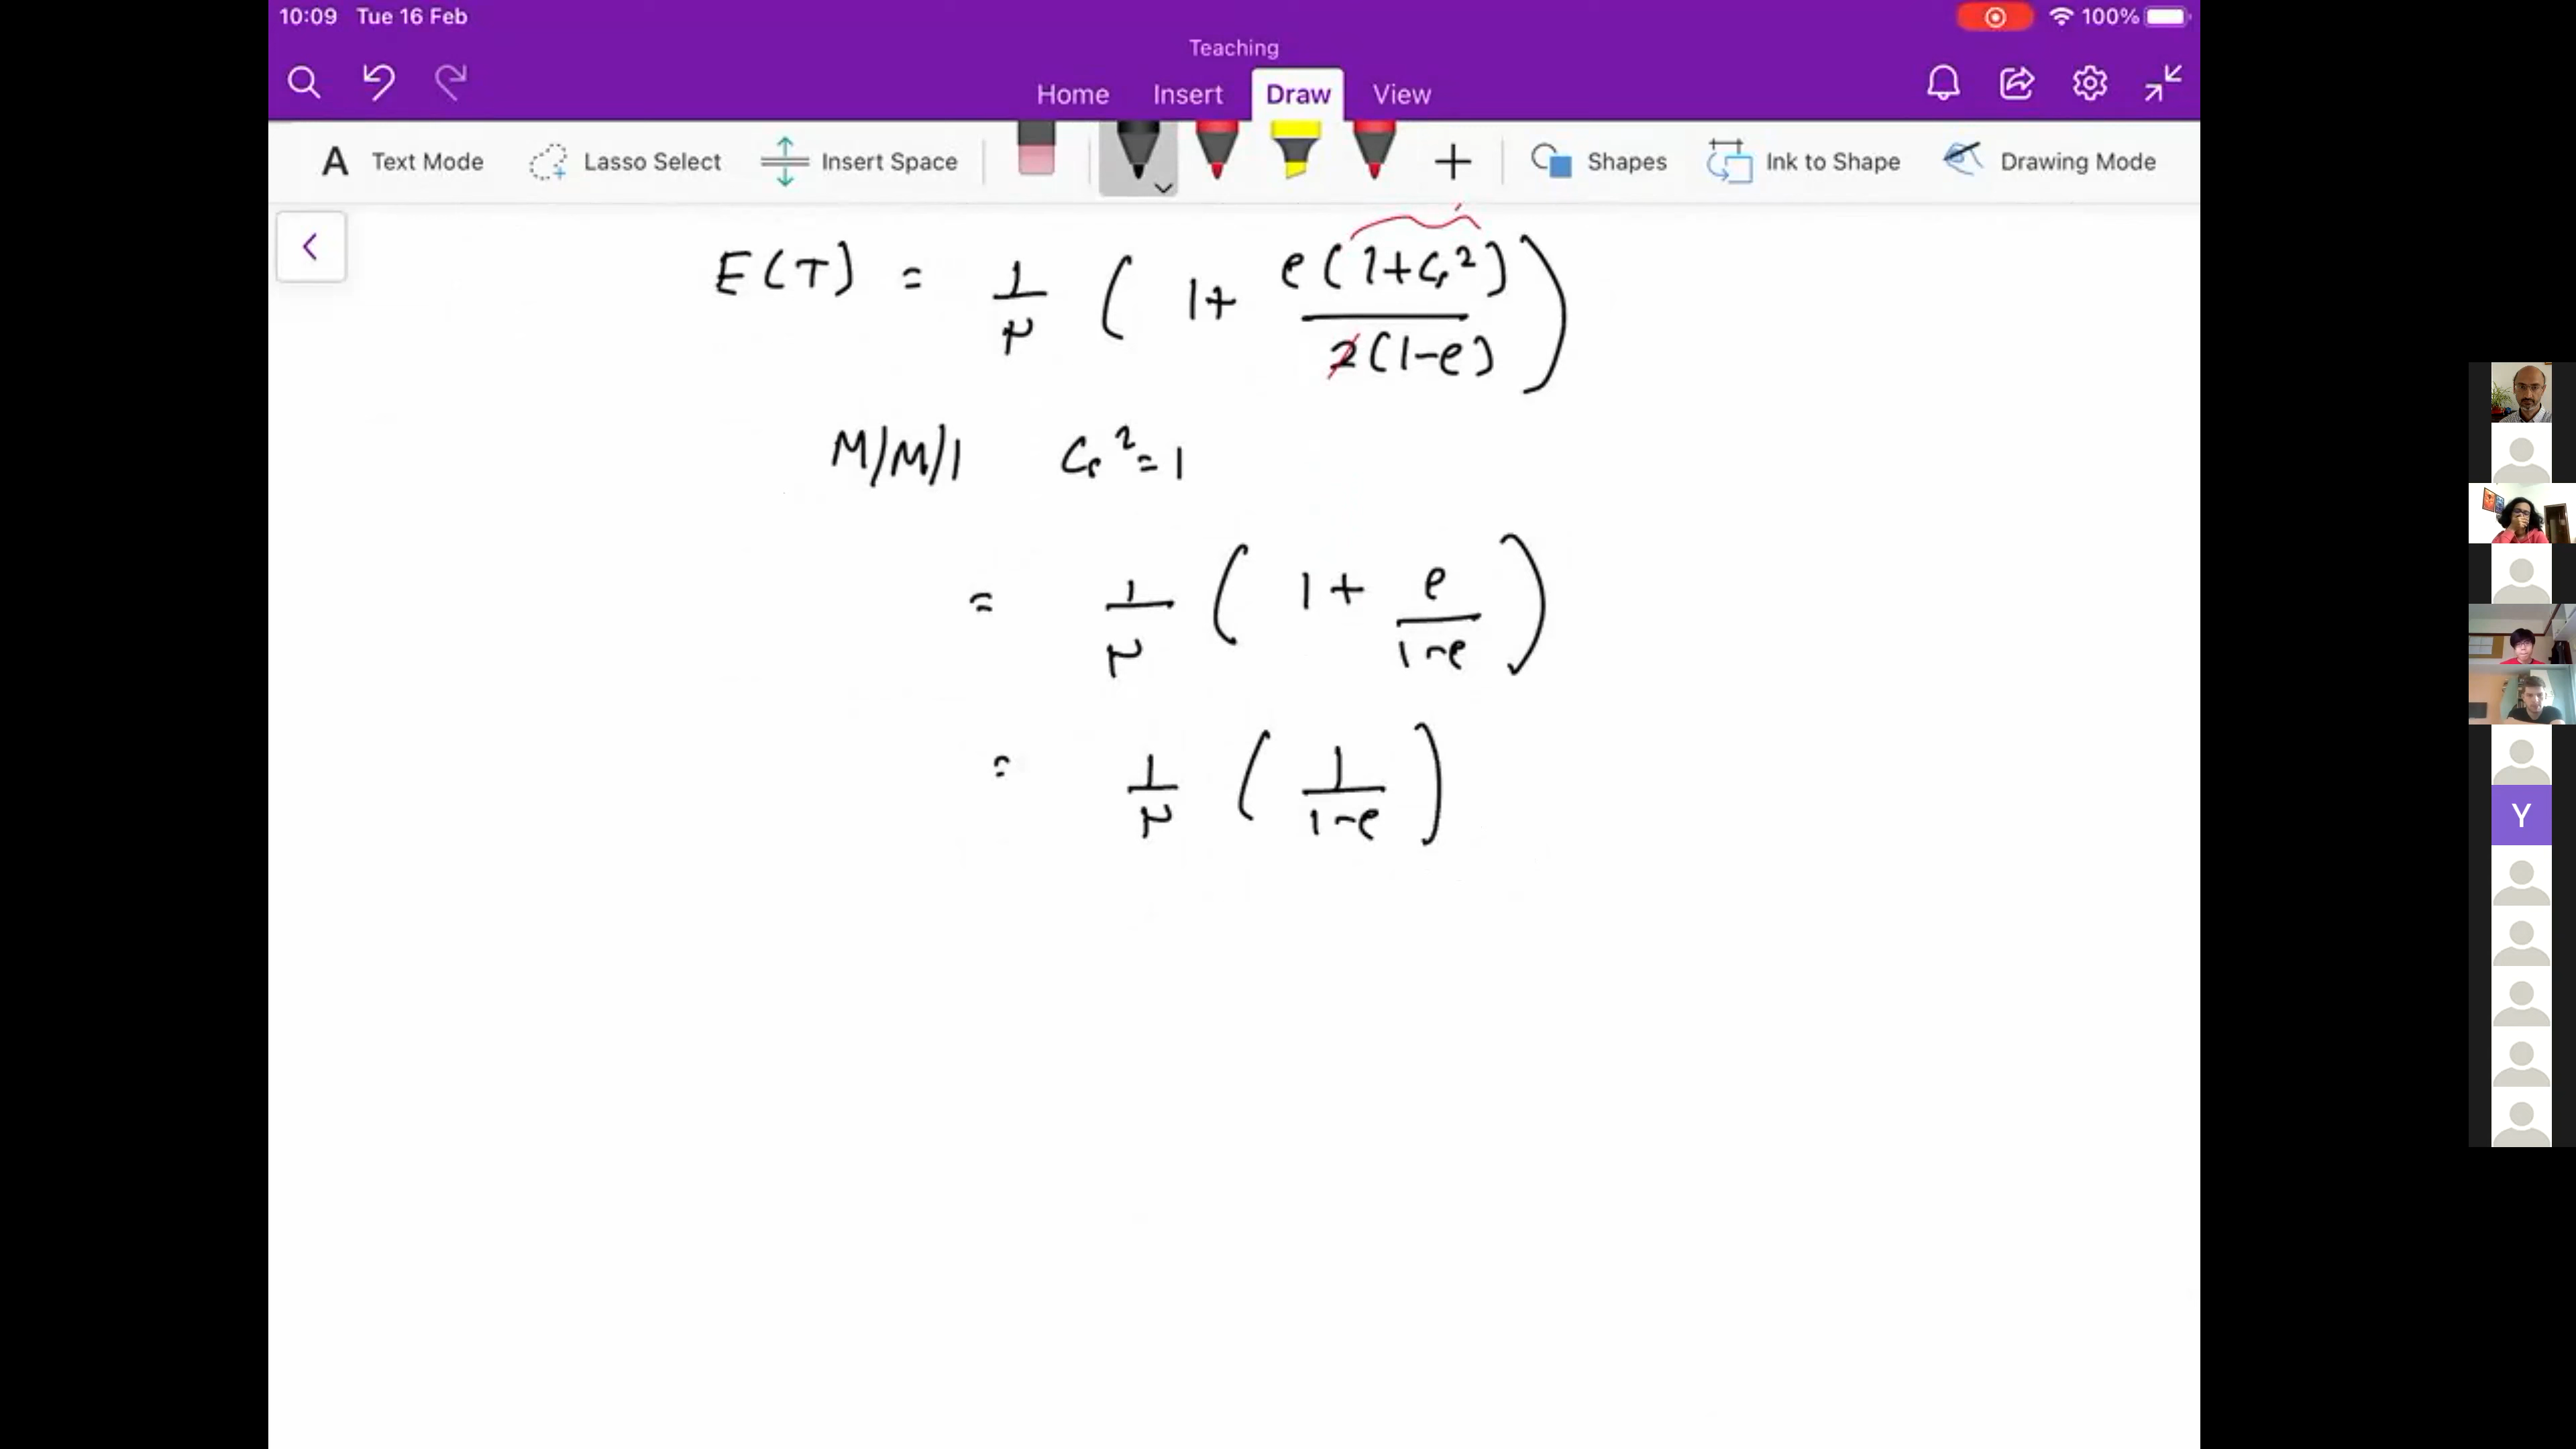 10:09 Tue 16 Feb 100%
Teaching
Home Insert Draw View
A Text Mode Lasso Select Insert Space Shapes Ink to Shape Drawing Mode
E(T) = 1/μ ( 1+ ρ(1+Cs²)/2(1-ρ) )
M/M/1 Cs²=1
= 1/μ ( 1+ ρ/1-ρ )
= 1/μ ( 1/1-ρ )
Y